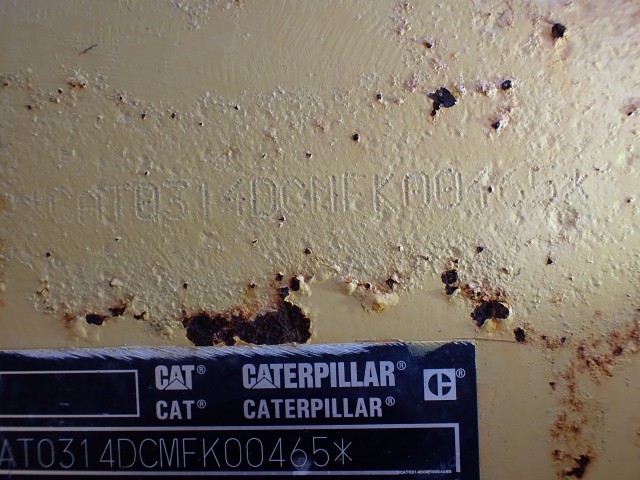 *CAT0314DCMFK00465*
CAT® CATERPILLAR®
CAT® CATERPILLAR®
AT0314DCMFK00465*